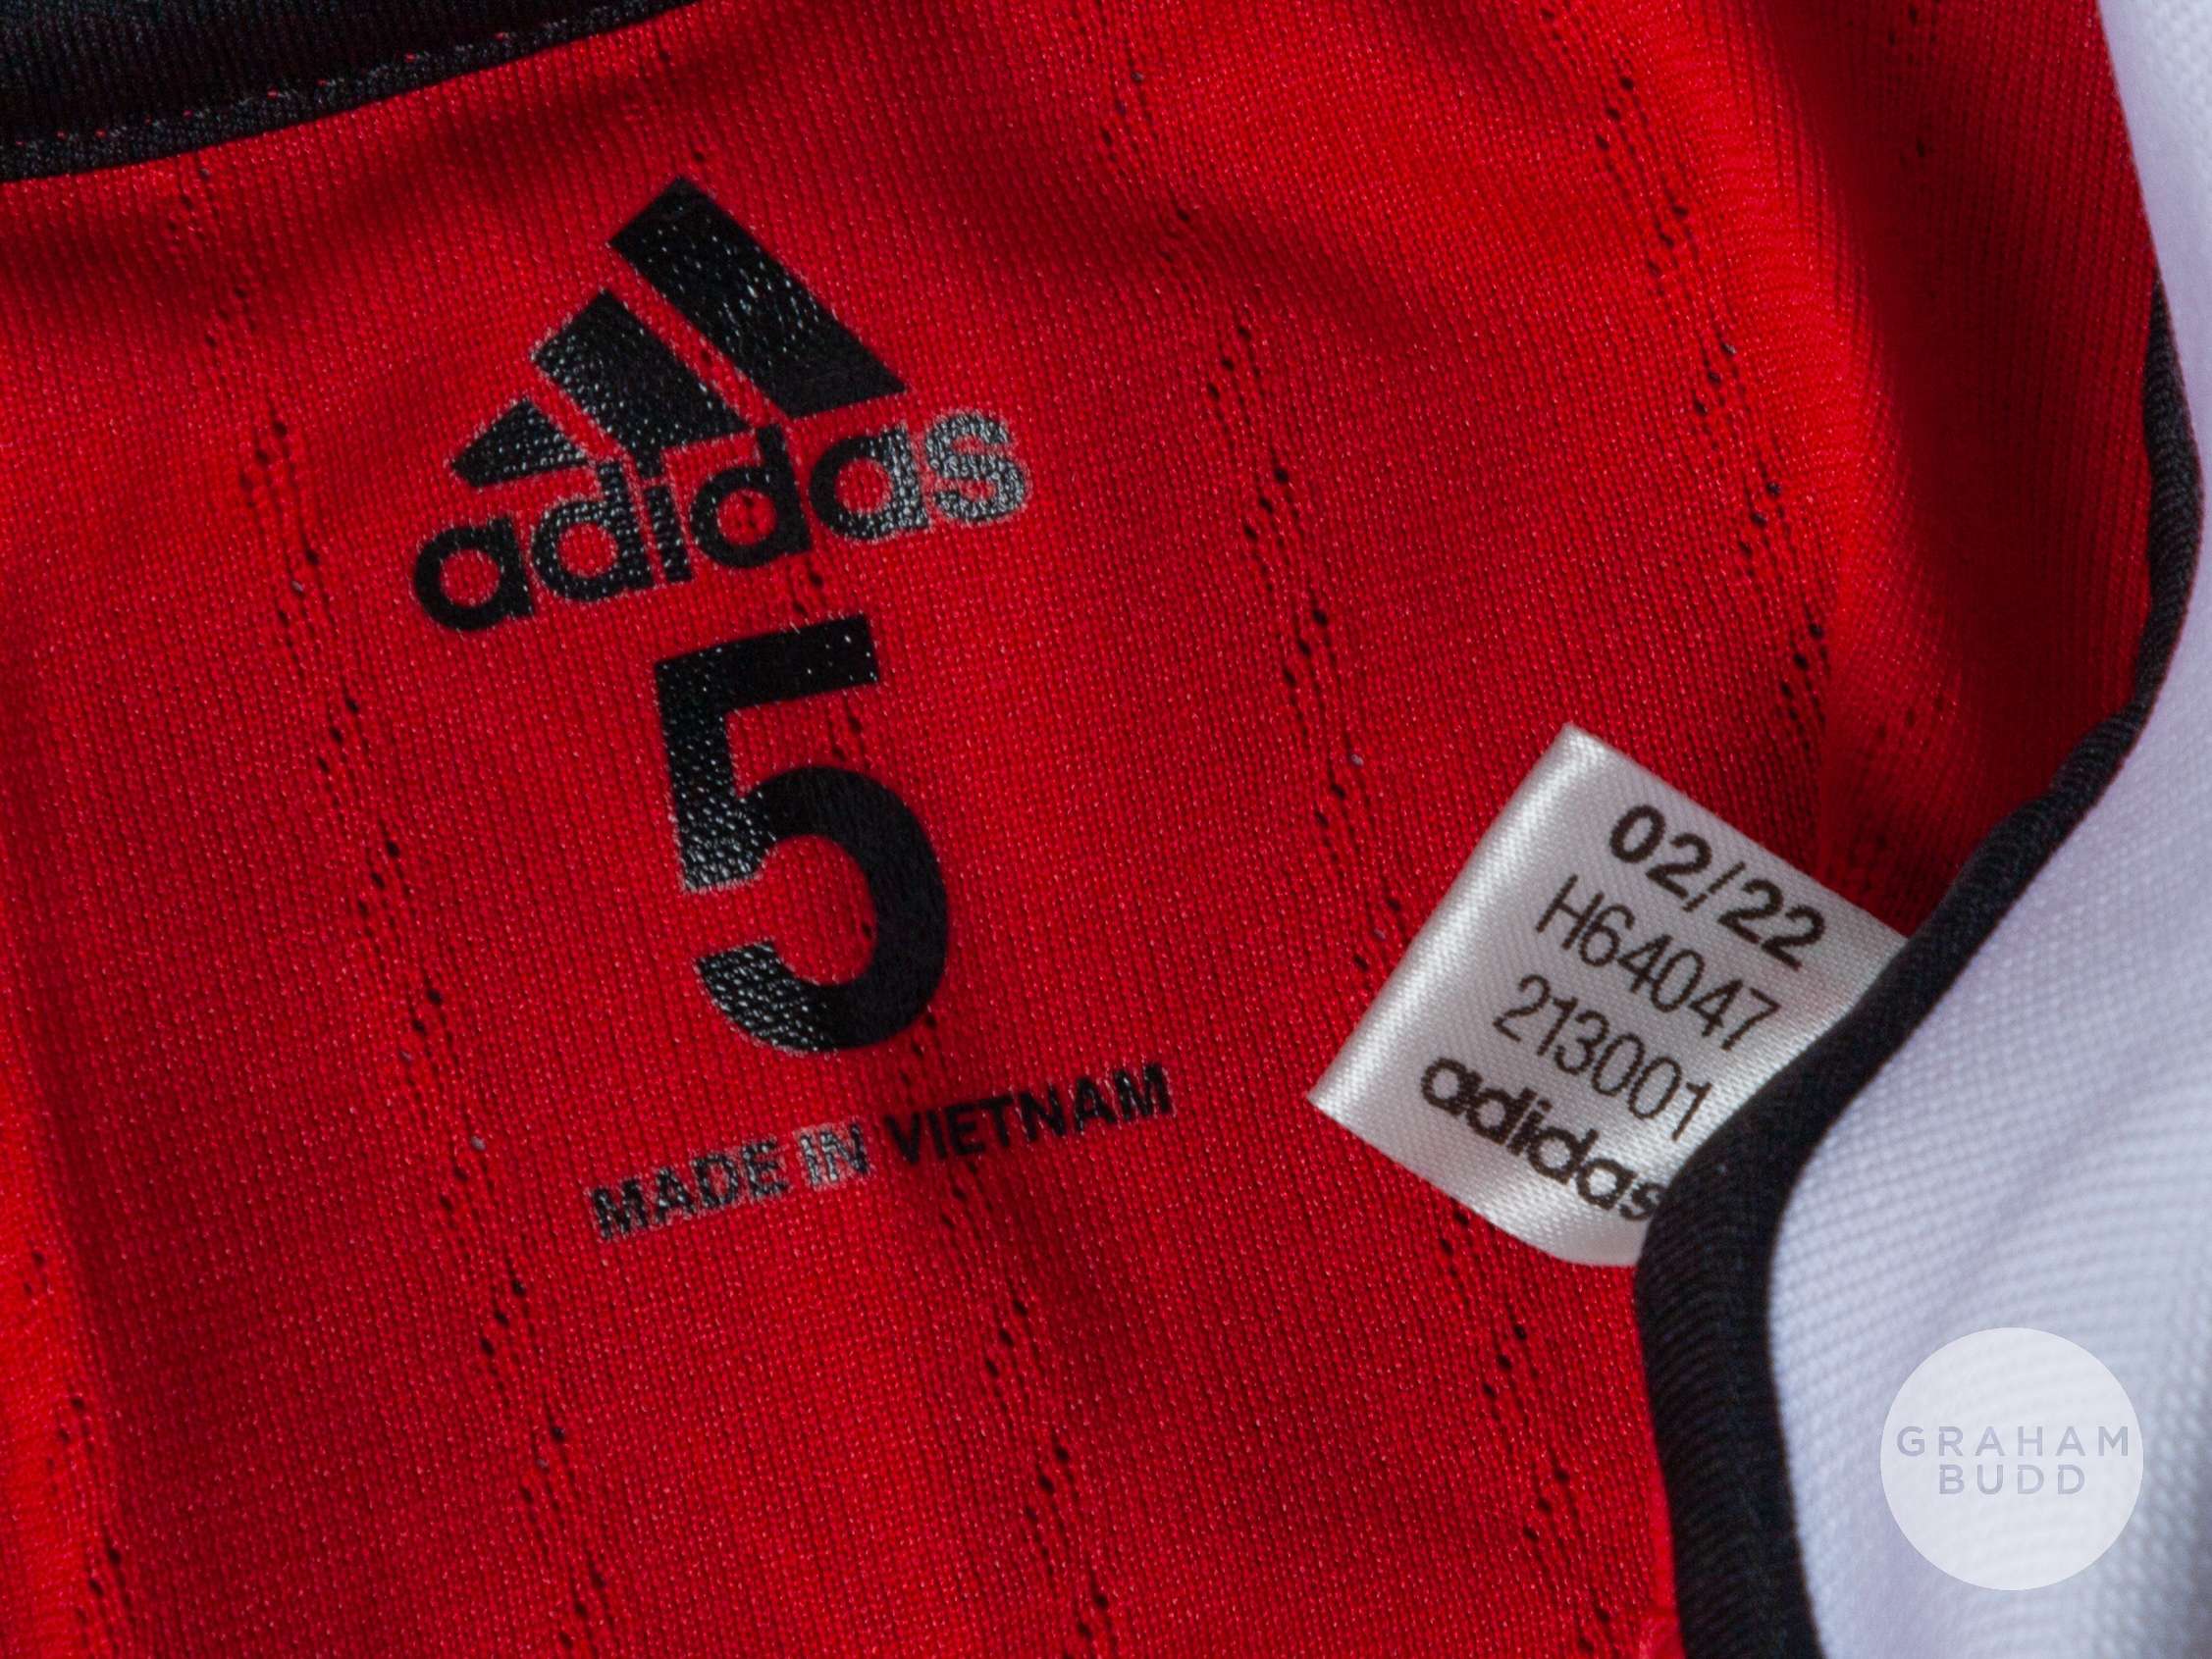 adidas
5
MADE IN VIETNAM
02/22
H64047
213001
adidas
GRAHAM
BUDD